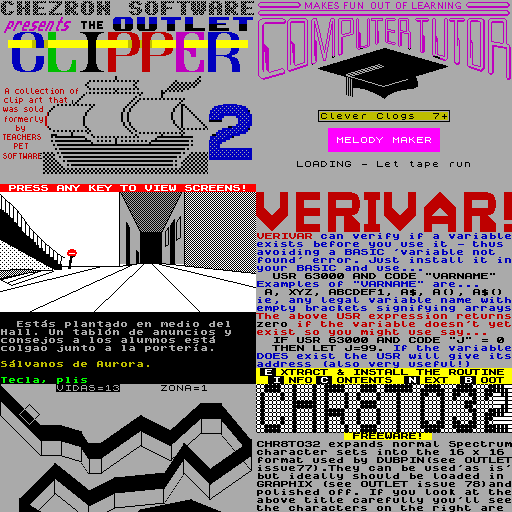 CHEZRON SOFTWARE
presents THE OUTLET
CLIPPER
A collection of
clip art that
was sold
formerly
by
TEACHERS
PET
SOFTWARE
2
MAKES FUN OUT OF LEARNING
COMPUTERTUTOR
Clever Clogs 7+
MELODY MAKER
LOADING - Let tape run
PRESS ANY KEY TO VIEW SCREENS!
Estás plantado en medio del
Hall. Un tablón de anuncios y
consejos a los alumnos está
colgao junto a la portería.
Sálvanos de Aurora.
Tecla, plis
VERIVAR!
VERIVAR can verify if a variable
exists before you use it - thus
avoiding a BASIC 'variable not
found' error. Just install it in
your BASIC and use...
USR 63000 AND CODE "VARNAME"
Examples of "VARNAME" are...
A, XYZ, ABCDEF1, A$, A(), A$()
ie, any legal variable name with
empty brackets signifying arrays
The above USR expression returns
zero if the variable doesn't yet
exist so you might use say...
IF USR 63000 AND CODE "J" = 0
THEN LET J=99. If the variable
DOES exist the USR will give its
address (also very useful!)
EXTRACT & INSTALL THE ROUTINE
INFO CONTENTS NEXT BOOT
VIDAS=13 ZONA=1
CHR8TO32
FREEWARE!
CHR8TO32 expands normal Spectrum
character sets into the 16 x 16
format used by DUBPIN(see OUTLET
issue77).They can be used'as is'
but ideally should be loaded in
GRAPHIX (see OUTLET issue 78)and
polished off. If you look at the
above title carefully you'll see
the characters on the right are